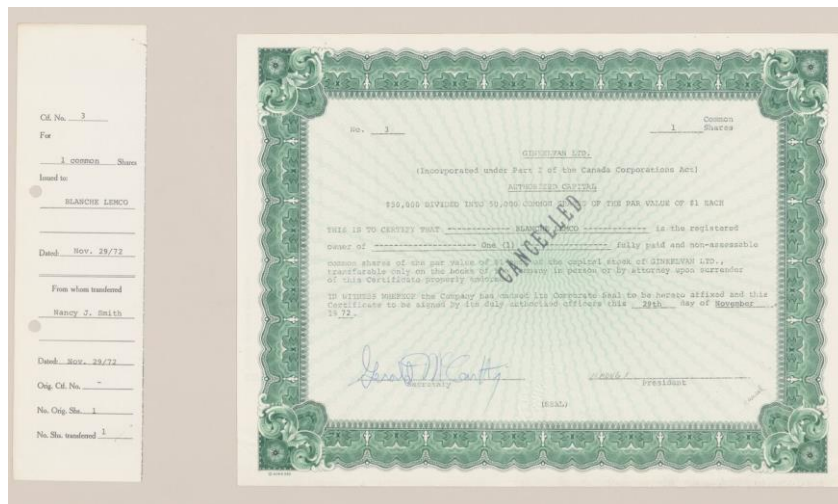 Ctf. No. 3
For
1 common Shares
Issued to
BLANCHE LEMCO
Dated: Nov. 29/72
From whom transferred
Nancy J. Smith
Dated: Nov. 29/72
Orig. Ctf. No. -
No. Orig. Shs. 1
No. Shs. transferred 1
No. 3
1 Common Shares
GINKELVAN LTD.
(Incorporated under Part I of the Canada Corporations Act)
AUTHORIZED CAPITAL
$50,000 DIVIDED INTO 50,000 COMMON SHARES OF THE PAR VALUE OF $1 EACH
CANCELLED
THIS IS TO CERTIFY THAT ------------ BLANCHE LEMCO ------------ is the registered
owner of ------------------ One (1) ------------------ fully paid and non-assessable
common shares of the par value of $1 in the capital stock of GINKELVAN LTD.,
transferable only on the books of the Company in person or by attorney upon surrender
of this Certificate properly endorsed.
IN WITNESS WHEREOF the Company has caused its Corporate Seal to be hereto affixed and this
Certificate to be signed by its duly authorized officers this 29th day of November
1972.
Gerald McCarthy
Secretary
President
(SEAL)